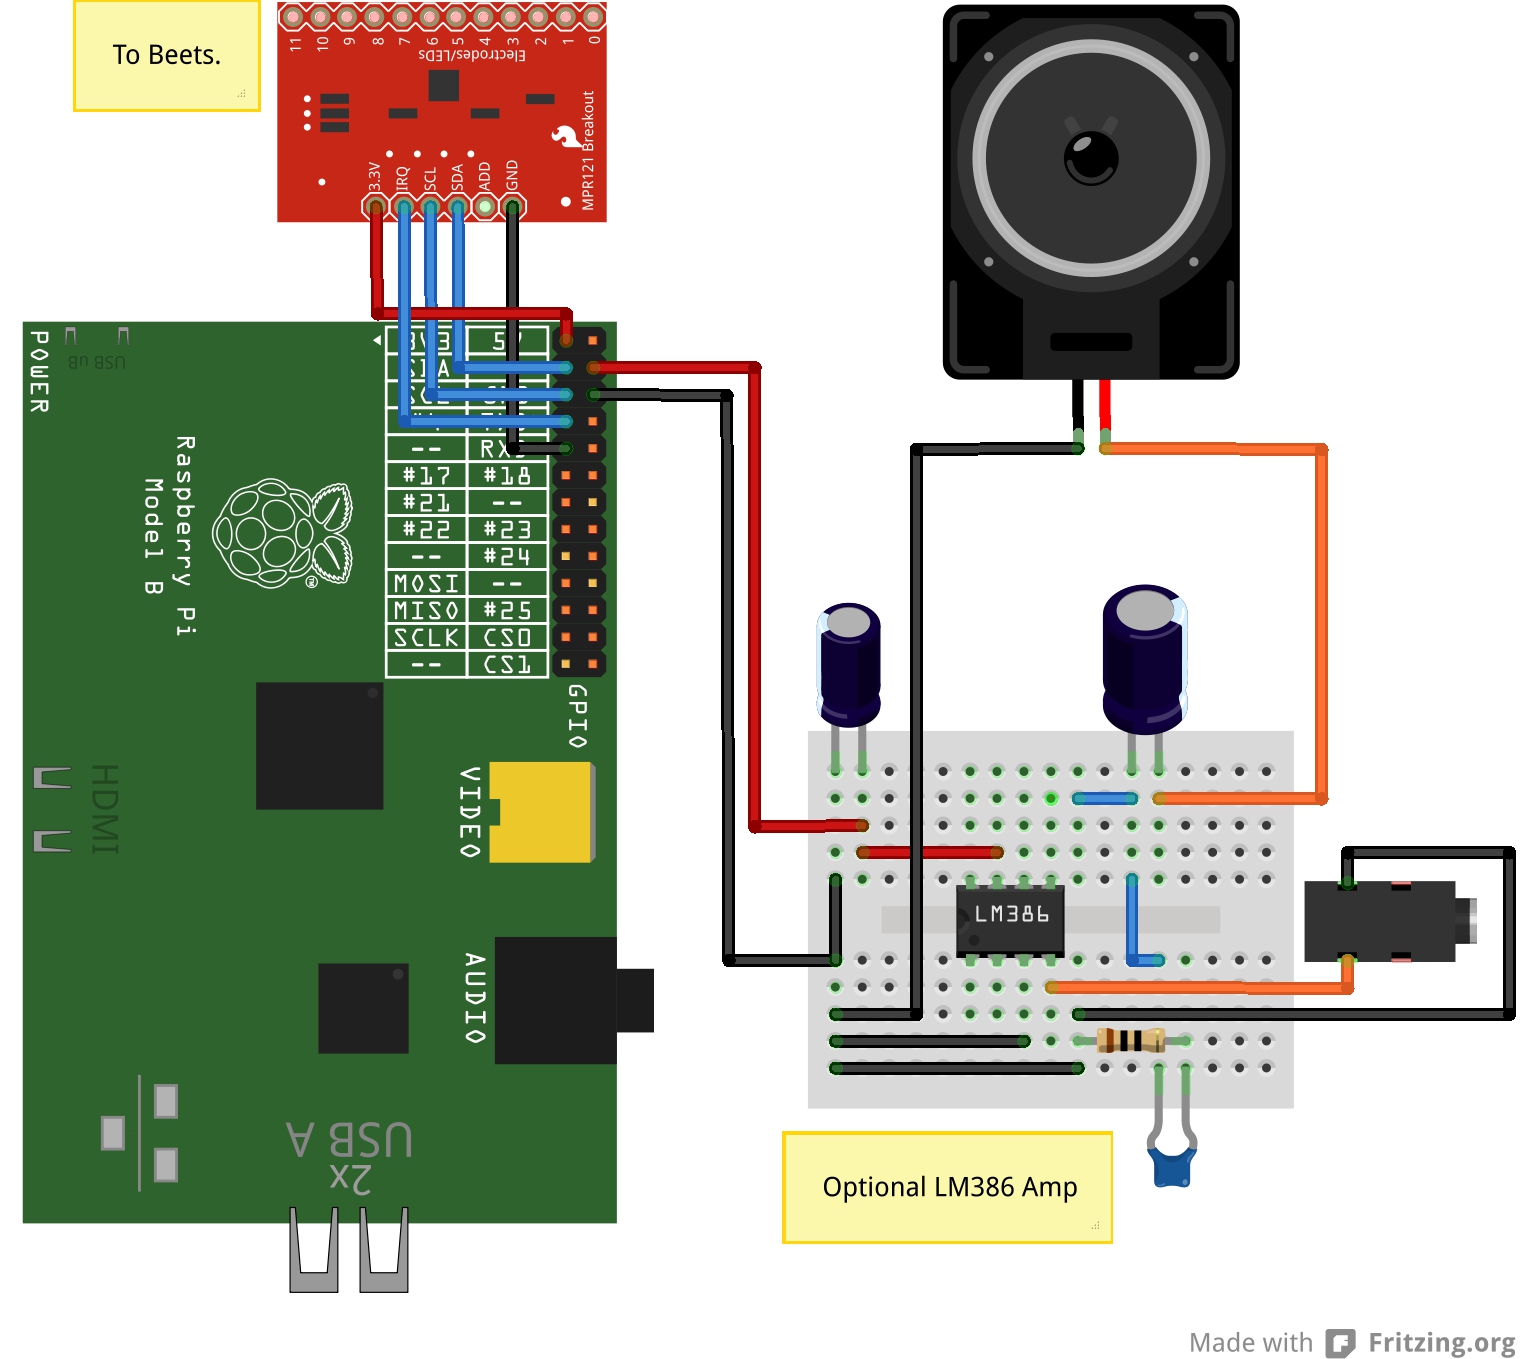 To Beets.
11 10 9 8 7 6 5 4 3 2 1 0
Electrodes/LEDs
MPR121 Breakout
3.3V IRQ SCL SDA ADD GND
POWER
USB uB
3V3 5V
SDA
SCL GND
#4 TXD
-- RXD
#17 #18
#21 --
#22 #23
-- #24
MOSI --
MISO #25
SCLK CS0
-- CS1
GPIO
Raspberry Pi
Model B
TM
HDMI
VIDEO
AUDIO
USB A
2x
LM386
Optional LM386 Amp
Made with Fritzing.org